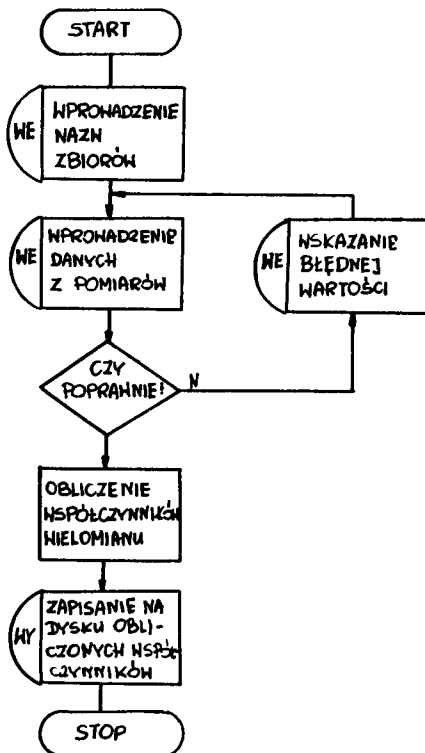 START
WE
WPROWADZENIE
NAZW
ZBIORÓW
WE
WPROWADZENIE
DANYCH
Z POMIARÓW
WE
WSKAZANIE
BŁĘDNEJ
WARTOŚCI
CZY
POPRAWNIE?
N
OBLICZENIE
WSPÓŁCZYNNIKÓW
WIELOMIANU
WY
ZAPISANIE NA
DYSKU OBLI-
CZONYCH WSPÓŁ-
CZYNNIKÓW
STOP